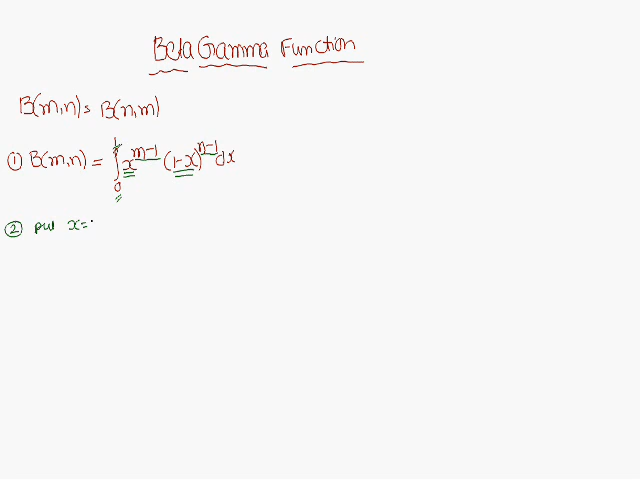 Beta Gamma Function
B(m,n) = B(n,m)
① B(m,n) = ∫₀¹ x^{m-1} (1-x)^{n-1} dx
② put x=